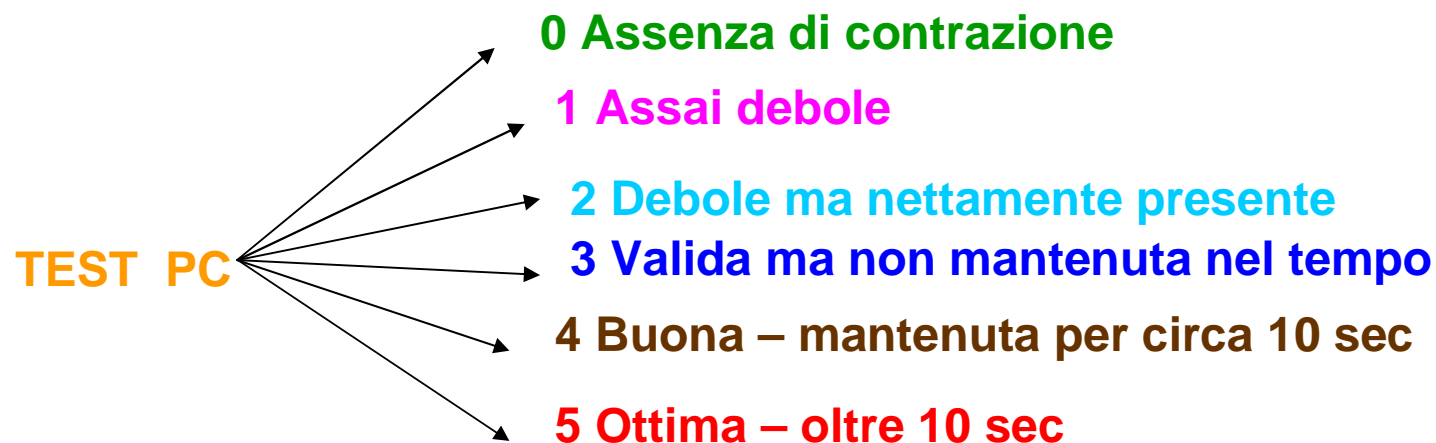 0 Assenza di contrazione
1 Assai debole
2 Debole ma nettamente presente
TEST PC
3 Valida ma non mantenuta nel tempo
4 Buona – mantenuta per circa 10 sec
5 Ottima – oltre 10 sec